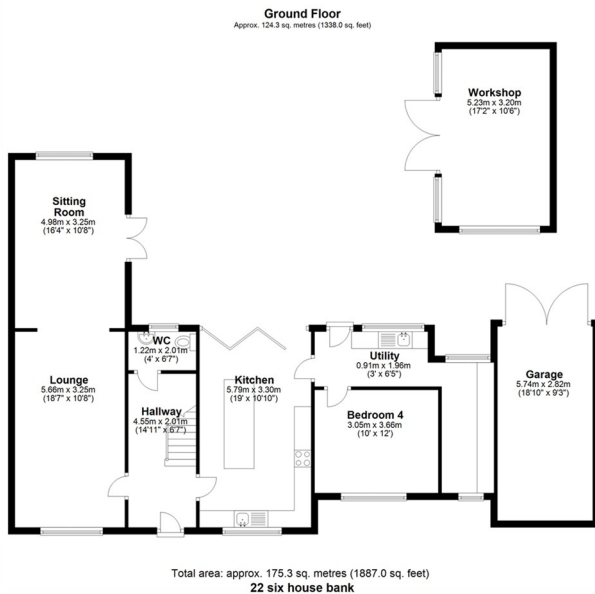 Ground Floor
Approx. 124.3 sq. metres (1338.0 sq. feet)
Workshop
5.23m x 3.20m
(17'2" x 10'6")
Sitting
Room
4.98m x 3.25m
(16'4" x 10'8")
WC
1.22m x 2.01m
(4' x 6'7")
Utility
0.91m x 1.96m
(3' x 6'5")
Lounge
5.66m x 3.25m
(18'7" x 10'8")
Kitchen
5.79m x 3.30m
(19' x 10'10")
Garage
5.74m x 2.82m
(18'10" x 9'3")
Hallway
4.55m x 2.01m
(14'11" x 6'7")
Bedroom 4
3.05m x 3.66m
(10' x 12')
Total area: approx. 175.3 sq. metres (1887.0 sq. feet)
22 six house bank